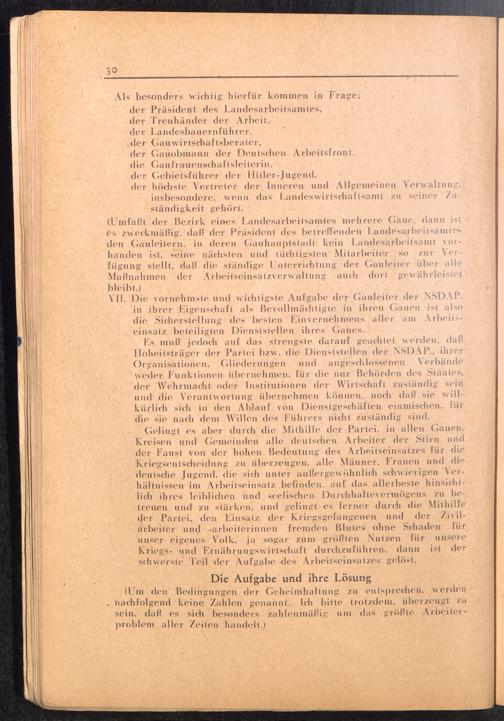 30
Als besonders wichtig hierfür kommen in Frage:
der Präsident des Landesarbeitsamtes,
der Treuhänder der Arbeit,
der Landesbauernführer,
der Gauwirtschaftsberater,
der Gauobmann der Deutschen Arbeitsfront,
die Gaufrauenschaftsleiterin,
der Gebietsführer der Hitler-Jugend,
der höchste Vertreter der Inneren und Allgemeinen Verwaltung,
insbesondere, wenn das Landeswirtschaftsamt zu seiner Zu-
ständigkeit gehört.
(Umfaßt der Bezirk eines Landesarbeitsamtes mehrere Gaue, dann ist
es zweckmäßig, daß der Präsident des betreffenden Landesarbeitsamtes
den Gauleitern, in deren Gauhauptstadt kein Landesarbeitsamt vor-
handen ist, seine nächsten und tüchtigsten Mitarbeiter so zur Ver-
fügung stellt, daß die ständige Unterrichtung der Gauleiter über alle
Maßnahmen der Arbeitseinsatzverwaltung auch dort gewährleistet
bleibt.)
VII. Die vornehmste und wichtigste Aufgabe der Gauleiter der NSDAP.
in ihrer Eigenschaft als Bevollmächtigte in ihren Gauen ist also
die Sicherstellung des besten Einvernehmens aller am Arbeits-
einsatz beteiligten Dienststellen ihres Gaues.
Es muß jedoch auf das strengste darauf geachtet werden, daß
Hoheitsträger der Partei bzw. die Dienststellen der NSDAP., ihrer
Organisationen, Gliederungen und angeschlossenen Verbände
weder Funktionen übernehmen, für die nur Behörden des Staates,
der Wehrmacht oder Institutionen der Wirtschaft zuständig sein
und die Verantwortung übernehmen können, noch daß sie will-
kürlich sich in den Ablauf von Dienstgeschäften einmischen, für
die sie nach dem Willen des Führers nicht zuständig sind.
Gelingt es aber durch die Mithilfe der Partei, in allen Gauen,
Kreisen und Gemeinden alle deutschen Arbeiter der Stirn und
der Faust von der hohen Bedeutung des Arbeitseinsatzes für die
Kriegsentscheidung zu überzeugen, alle Männer, Frauen und die
deutsche Jugend, die sich unter außergewöhnlich schwierigen Ver-
hältnissen im Arbeitseinsatz befinden, auf das allerbeste hinsicht-
lich ihres leiblichen und seelischen Durchhaltevermögens zu be-
treuen und zu stärken, und gelingt es ferner durch die Mithilfe
der Partei, den Einsatz der Kriegsgefangenen und der Zivil-
arbeiter und -arbeiterinnen fremden Blutes ohne Schaden für
unser eigenes Volk, ja sogar zum größten Nutzen für unsere
Kriegs- und Ernährungswirtschaft durchzuführen, dann ist der
schwerste Teil der Aufgabe des Arbeitseinsatzes gelöst.
Die Aufgabe und ihre Lösung
(Um den Bedingungen der Geheimhaltung zu entsprechen, werden
nachfolgend keine Zahlen genannt. Ich bitte trotzdem, überzeugt zu
sein, daß es sich besonders zahlenmäßig um das größte Arbeiter-
problem aller Zeiten handelt.)